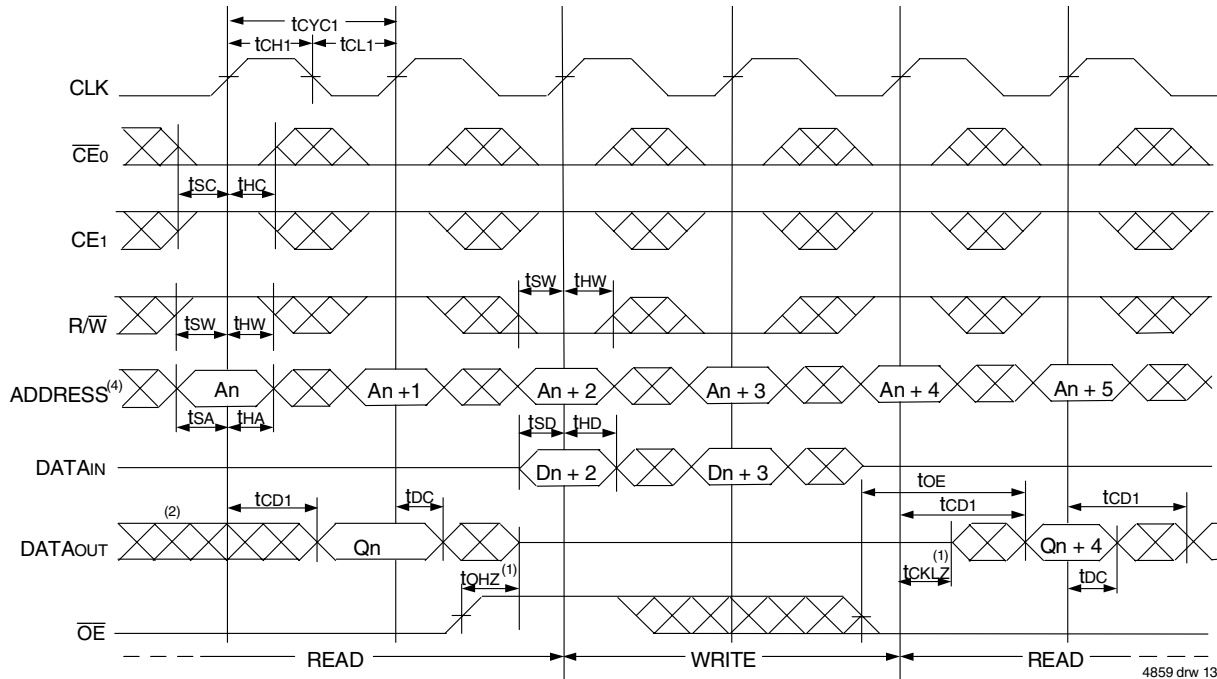 tCYC1
tCH1 tCL1
CLK
CE0
tSC tHC
CE1
tSW tHW
R/W
tSW tHW
ADDRESS(4) An An + 1 An + 2 An + 3 An + 4 An + 5
tSA tHA tSD tHD
DATAIN Dn + 2 Dn + 3
tOE
tCD1 tDC tCD1 tCD1
(2)
DATAOUT Qn (1) Qn + 4
tOHZ(1) tCKLZ tDC
OE
READ WRITE READ
4859 drw 13